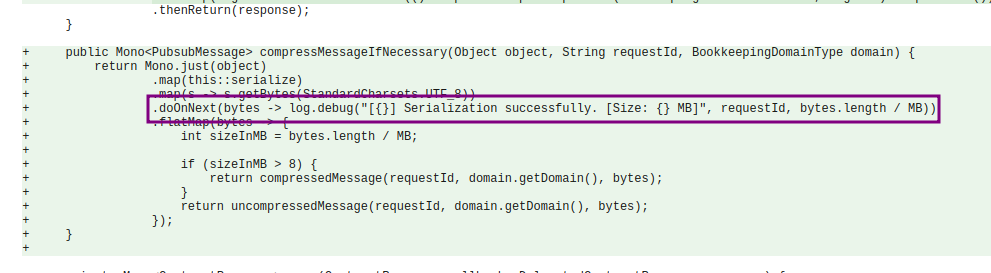 .thenReturn(response);
}
+ public Mono<PubsubMessage> compressMessageIfNecessary(Object object, String requestId, BookkeepingDomainType domain) {
+ return Mono.just(object)
+ .map(this::serialize)
+ .map(s -> s.getBytes(StandardCharsets.UTF_8))
+ .doOnNext(bytes -> log.debug("[{}] Serialization successfully. [Size: {} MB]", requestId, bytes.length / MB))
+ .flatMap(bytes -> {
+ int sizeInMB = bytes.length / MB;
+
+ if (sizeInMB > 8) {
+ return compressedMessage(requestId, domain.getDomain(), bytes);
+ }
+ return uncompressedMessage(requestId, domain.getDomain(), bytes);
+ });
+ }
+